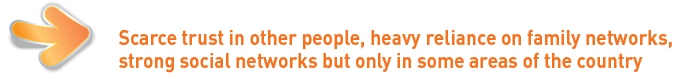 Scarce trust in other people, heavy reliance on family networks,
strong social networks but only in some areas of the country